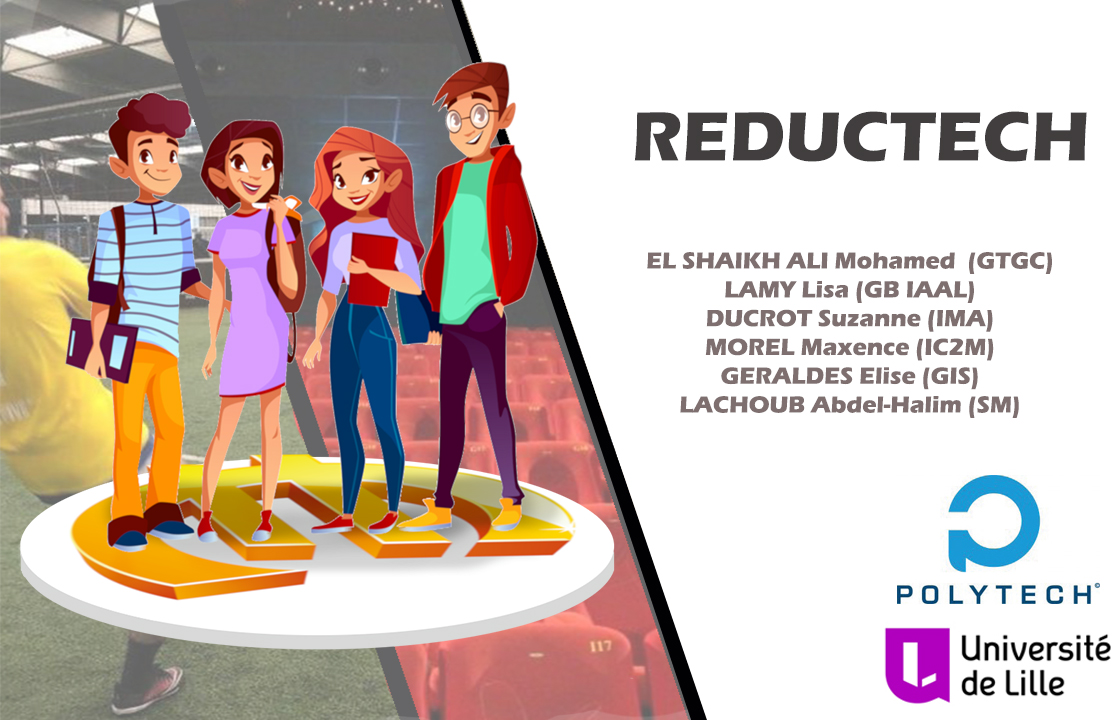 REDUCTECH
EL SHAIKH ALI Mohamed (GTGC)
LAMY Lisa (GB IAAL)
DUCROT Suzanne (IMA)
MOREL Maxence (IC2M)
GERALDES Elise (GIS)
LACHOUB Abdel-Halim (SM)
POLYTECH©
Université
de Lille
117